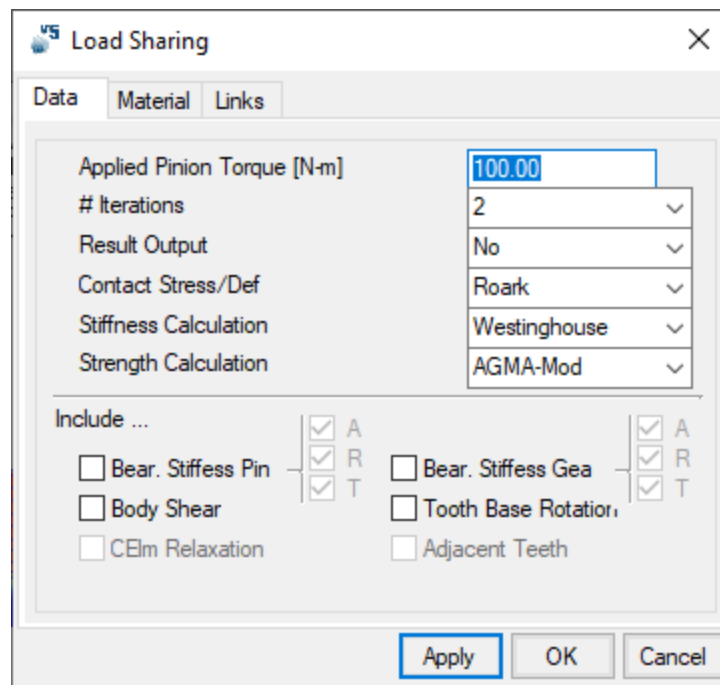 VS Load Sharing
Data Material Links
Applied Pinion Torque [N-m] 100.00
# Iterations 2
Result Output No
Contact Stress/Def Roark
Stiffness Calculation Westinghouse
Strength Calculation AGMA-Mod
Include ...
A A
Bear. Stiffess Pin R Bear. Stiffess Gea R
T T
Body Shear Tooth Base Rotation
CElm Relaxation Adjacent Teeth
Apply OK Cancel